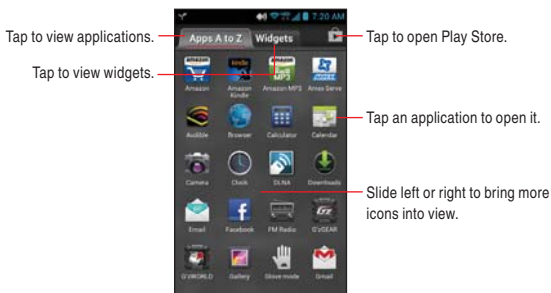 7:20 AM
Tap to view applications.
Apps A to Z Widgets
Tap to open Play Store.
Tap to view widgets.
Amazon Amazon Kindle Amazon MP3 Amex Serve
Tap an application to open it.
Audible Browser Calculator Calendar
Camera Clock DLNA Downloads
Slide left or right to bring more
icons into view.
Email Facebook FM Radio G'zGEAR
G'zWORLD Gallery Glove mode Gmail